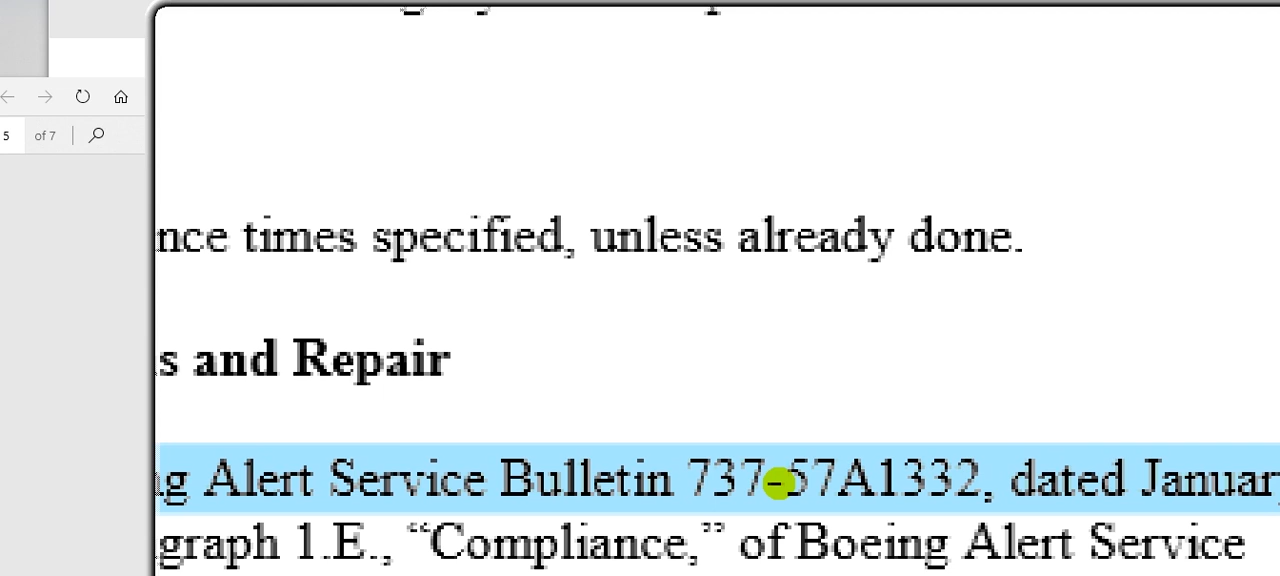 5 of 7
nce times specified, unless already done.
s and Repair
g Alert Service Bulletin 737-57A1332, dated Januar
graph 1.E., “Compliance,” of Boeing Alert Service